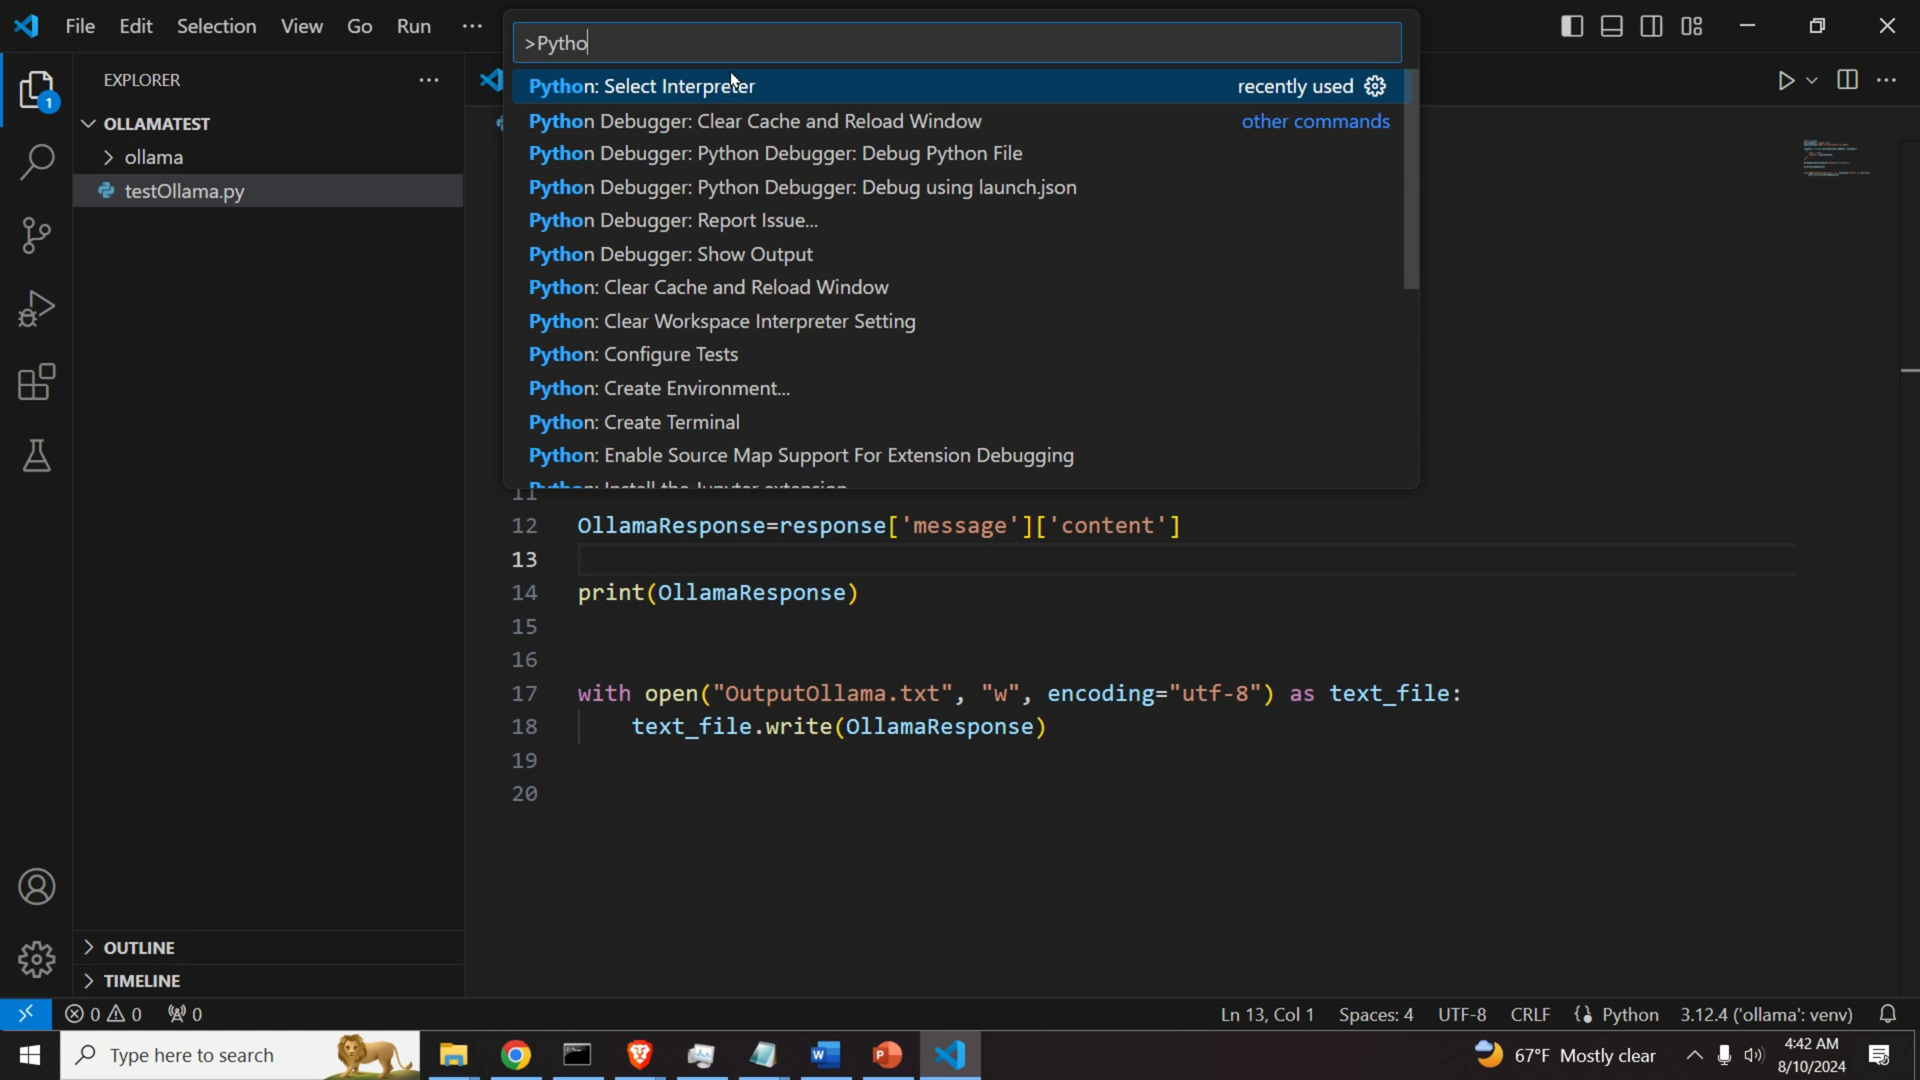 File Edit Selection View Go Run ...
>Pytho
EXPLORER ...
OLLAMATEST
ollama
testOllama.py
1
Python: Select Interpreter recently used
Python Debugger: Clear Cache and Reload Window other commands
Python Debugger: Python Debugger: Debug Python File
Python Debugger: Python Debugger: Debug using launch.json
Python Debugger: Report Issue...
Python Debugger: Show Output
Python: Clear Cache and Reload Window
Python: Clear Workspace Interpreter Setting
Python: Configure Tests
Python: Create Environment...
Python: Create Terminal
Python: Enable Source Map Support For Extension Debugging
Python: Install the Jupyter extension
11
12 OllamaResponse=response['message']['content']
13
14 print(OllamaResponse)
15
16
17 with open("OutputOllama.txt", "w", encoding="utf-8") as text_file:
18 text_file.write(OllamaResponse)
19
20
OUTLINE
TIMELINE
0 0 0 Ln 13, Col 1 Spaces: 4 UTF-8 CRLF Python 3.12.4 ('ollama': venv)
Type here to search 67°F Mostly clear 4:42 AM
8/10/2024